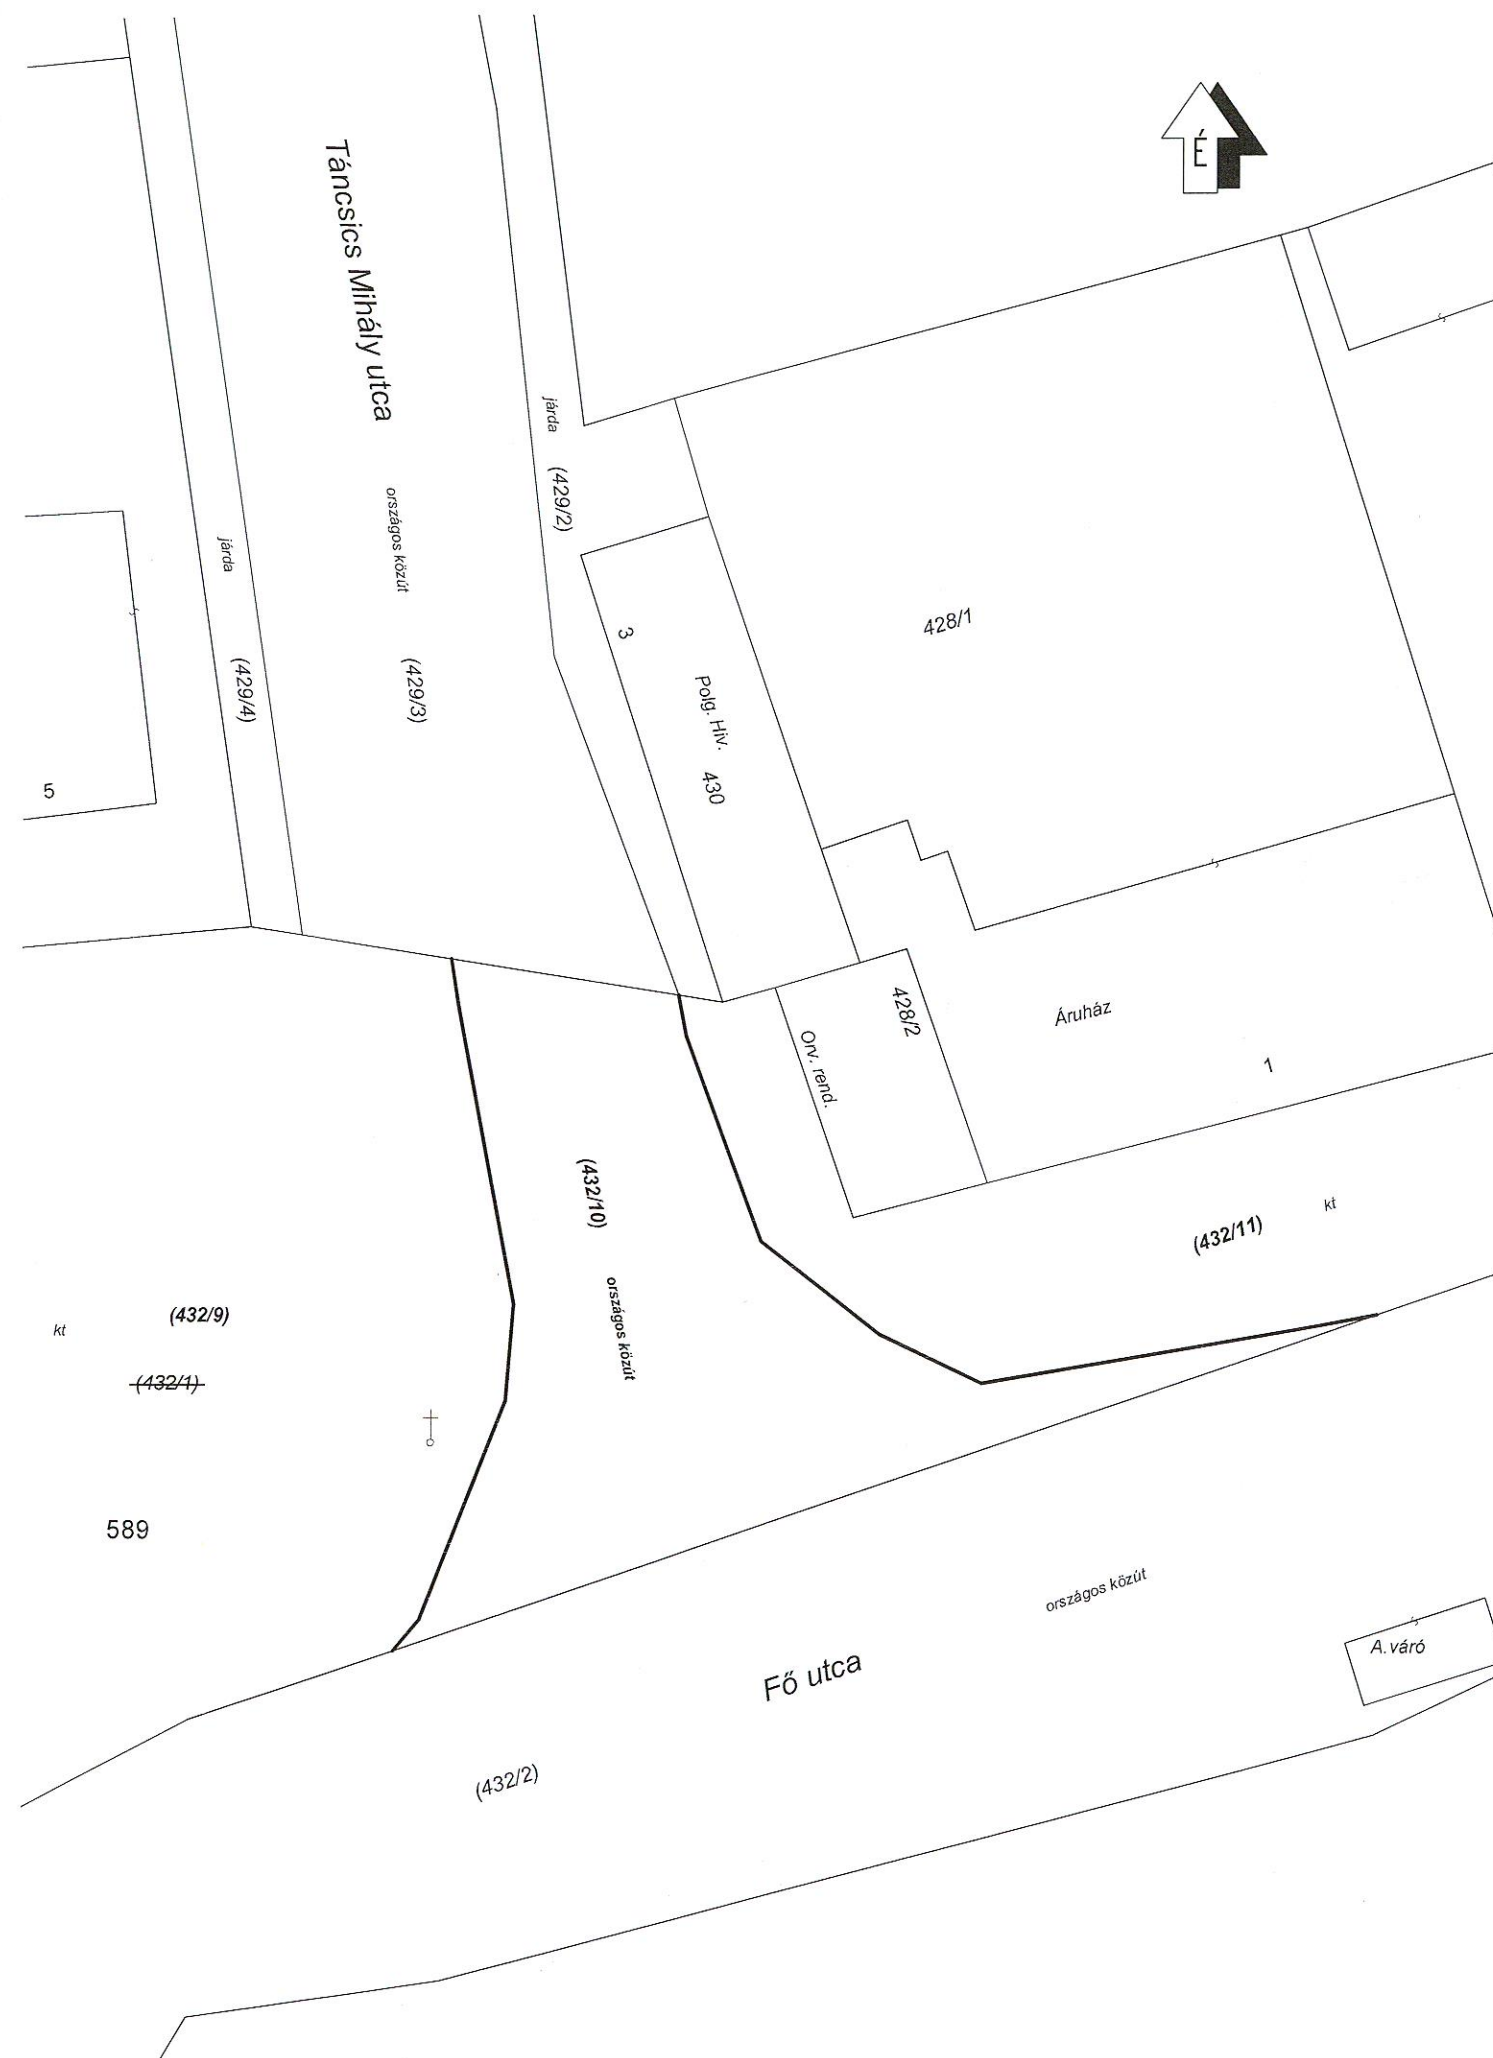 É
Táncsics Mihály utca
járda
(429/2)
országos közút
járda
(429/4)
(429/3)
3
428/1
Polg. Hiv.
430
5
428/2
Áruház
Orv. rend.
1
(432/10)
(432/11)
kt
országos közút
(432/9)
kt
(432/1)
589
országos közút
A.váró
Fő utca
(432/2)